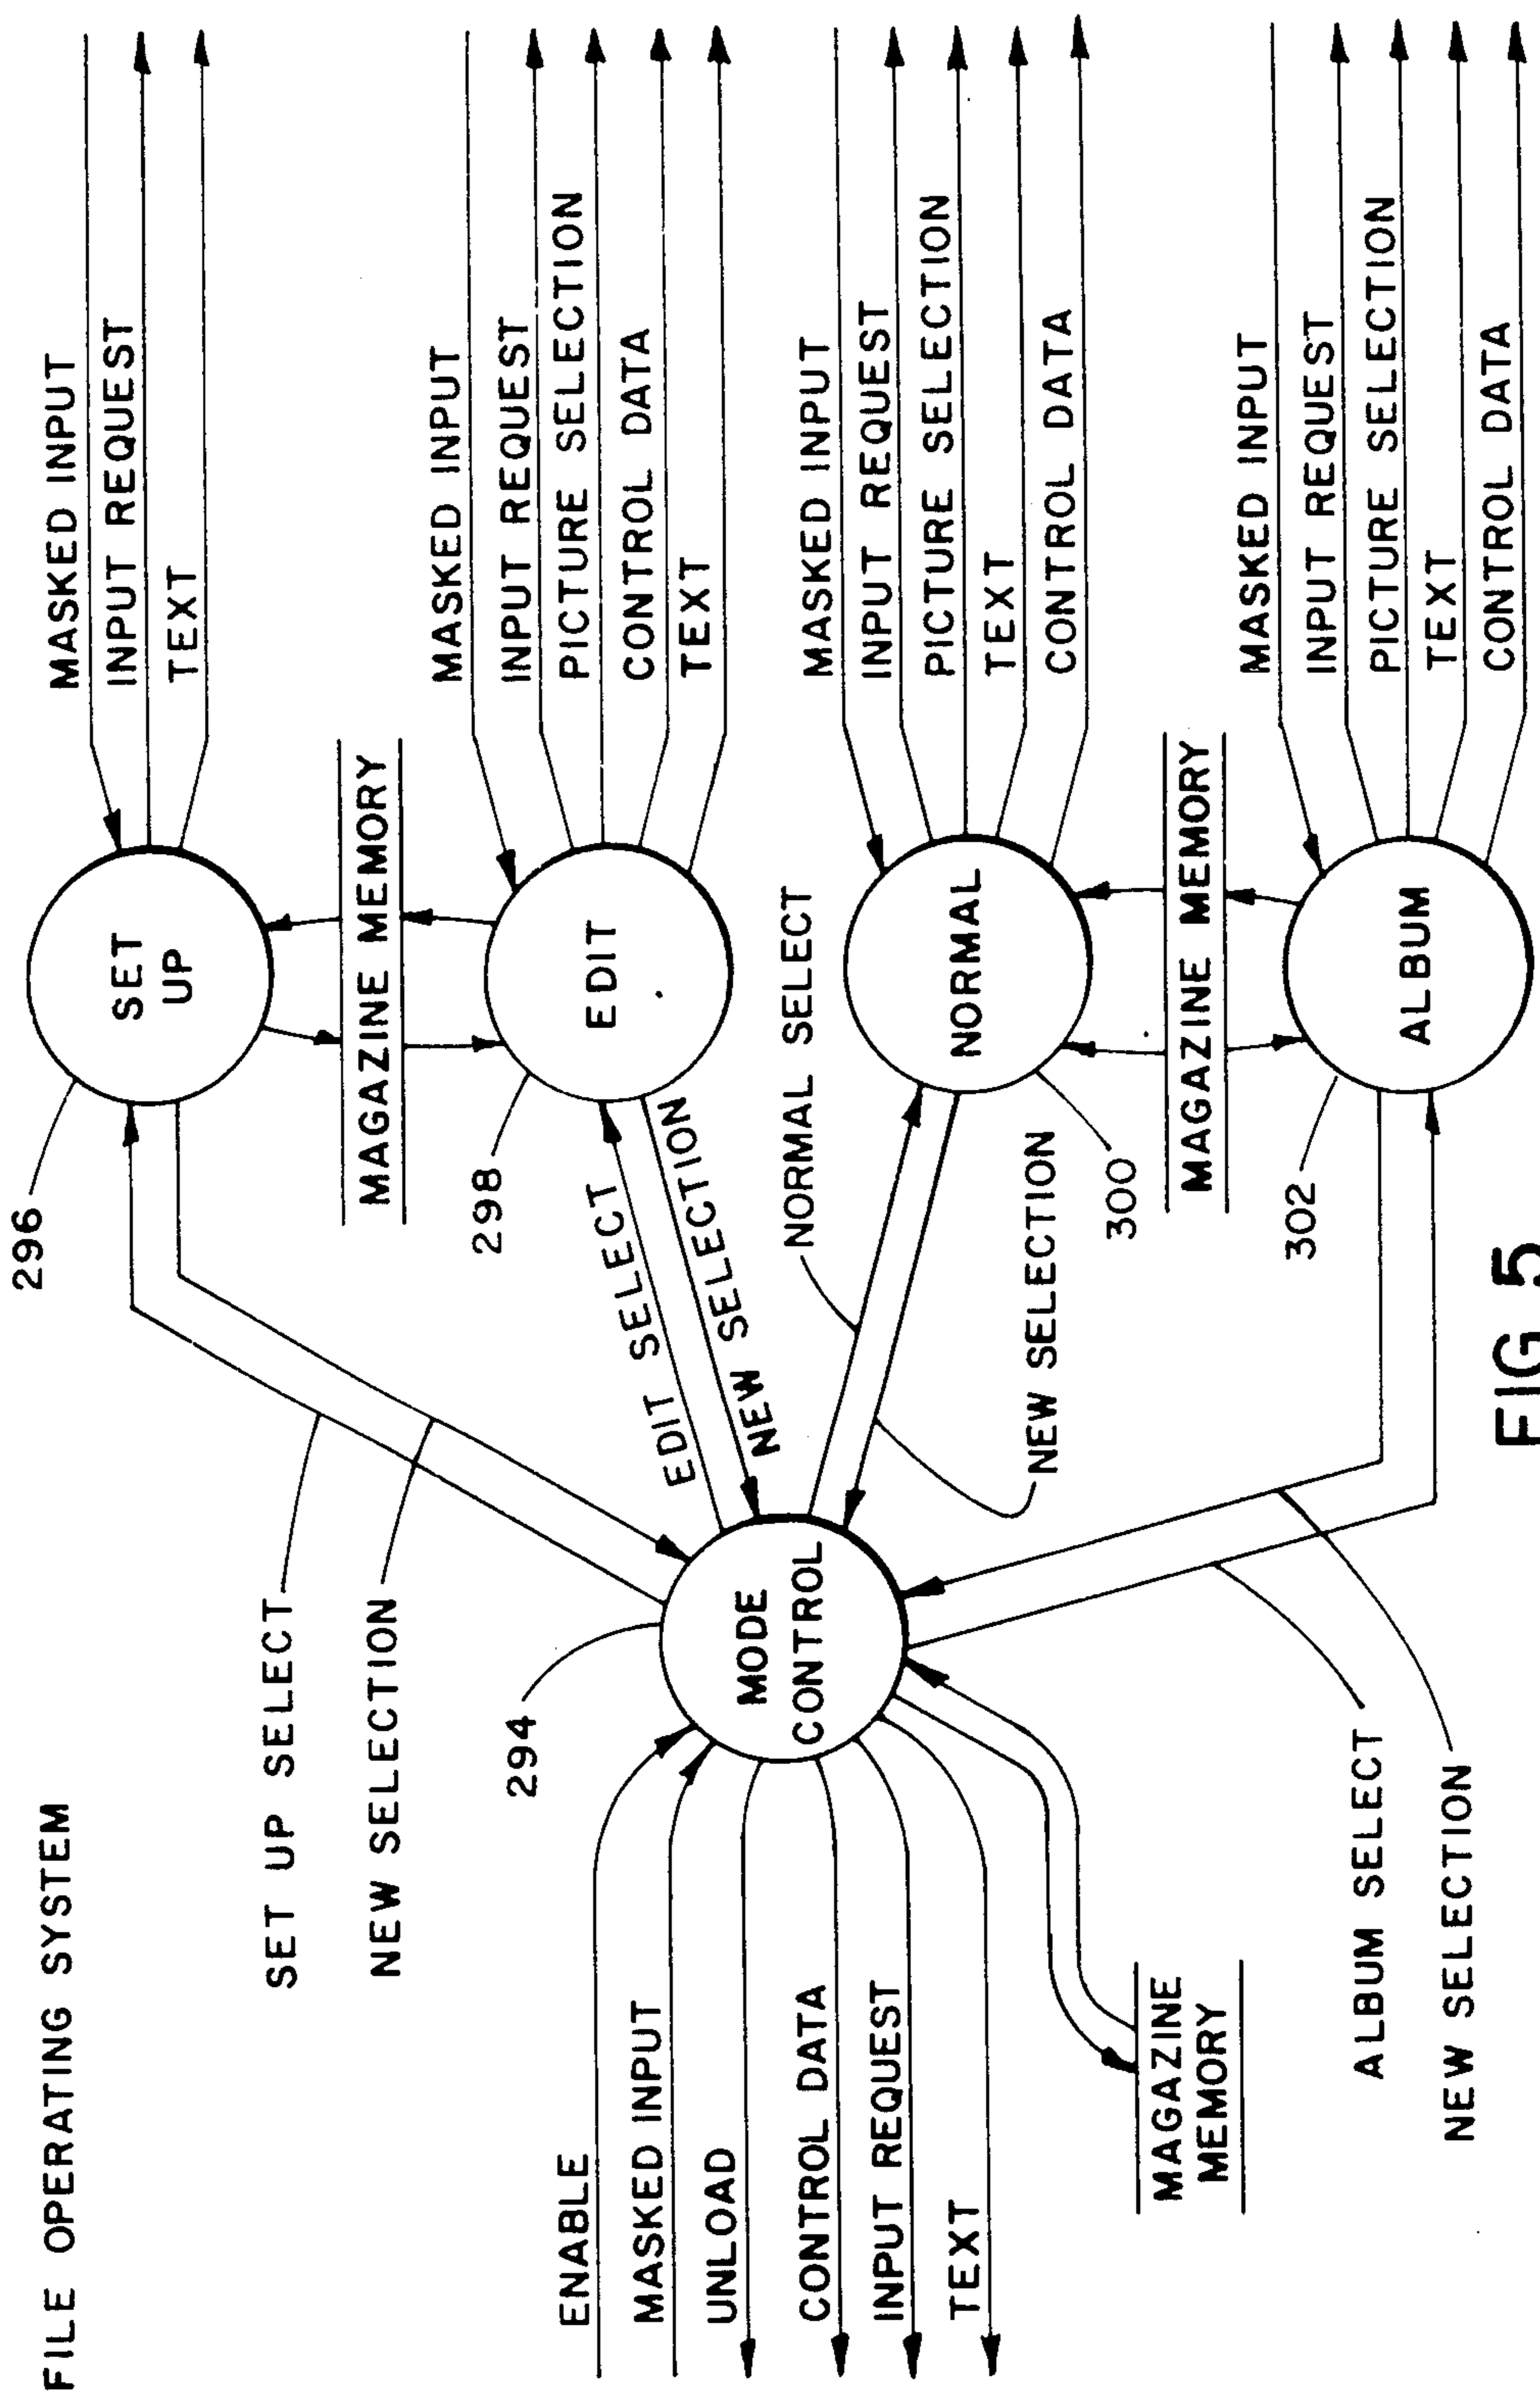 FILE OPERATING SYSTEM
SET UP SELECT
NEW SELECTION
296
SET
UP
MASKED INPUT
INPUT REQUEST
TEXT
MAGAZINE MEMORY
294
MODE
CONTROL
ENABLE
MASKED INPUT
UNLOAD
CONTROL DATA
INPUT REQUEST
TEXT
MAGAZINE
MEMORY
EDIT SELECT
NEW SELECTION
298
EDIT
MASKED INPUT
INPUT REQUEST
PICTURE SELECTION
CONTROL DATA
TEXT
NORMAL SELECT
NEW SELECTION
300
NORMAL
MASKED INPUT
INPUT REQUEST
PICTURE SELECTION
TEXT
CONTROL DATA
MAGAZINE MEMORY
302
ALBUM
MASKED INPUT
INPUT REQUEST
PICTURE SELECTION
TEXT
CONTROL DATA
ALBUM SELECT
NEW SELECTION
FIG 5